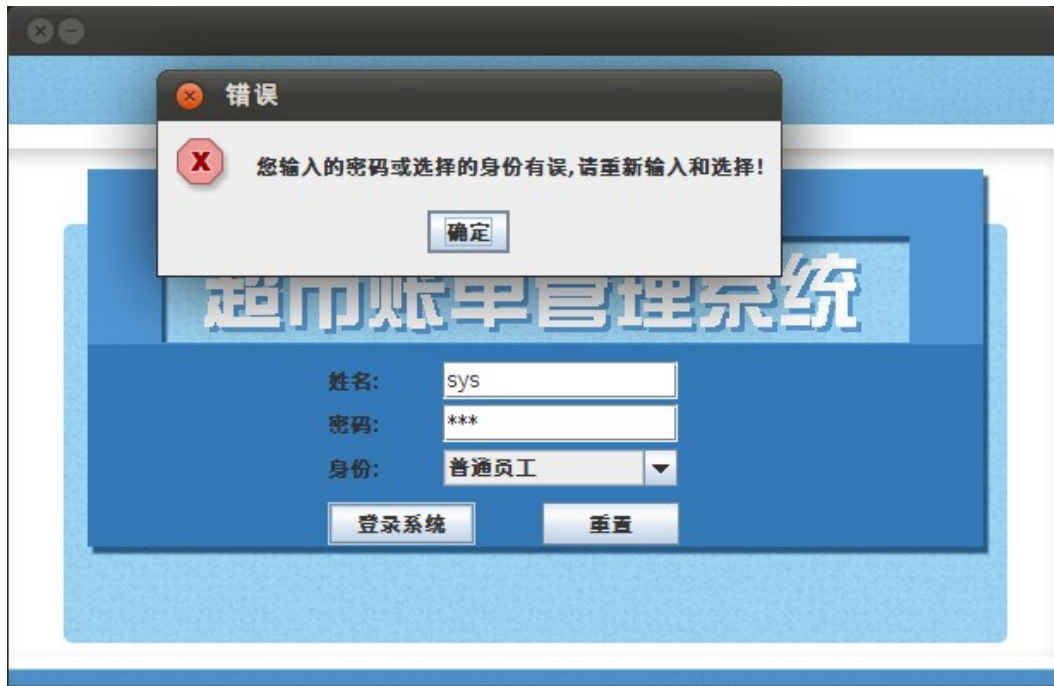 错误
您输入的密码或选择的身份有误,请重新输入和选择!
确定
超市账单管理系统
姓名: sys
密码: ***
身份: 普通员工
登录系统 重置